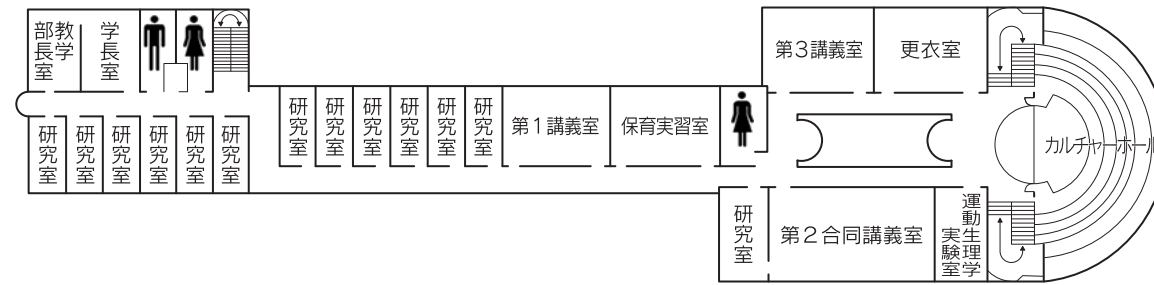 教学部長室
学長室
第3講義室
更衣室
研究室
研究室
研究室
研究室
研究室
研究室
第1講義室
保育実習室
カルチャーホール
研究室
研究室
研究室
研究室
研究室
研究室
研究室
第2合同講義室
運動生理学実験室